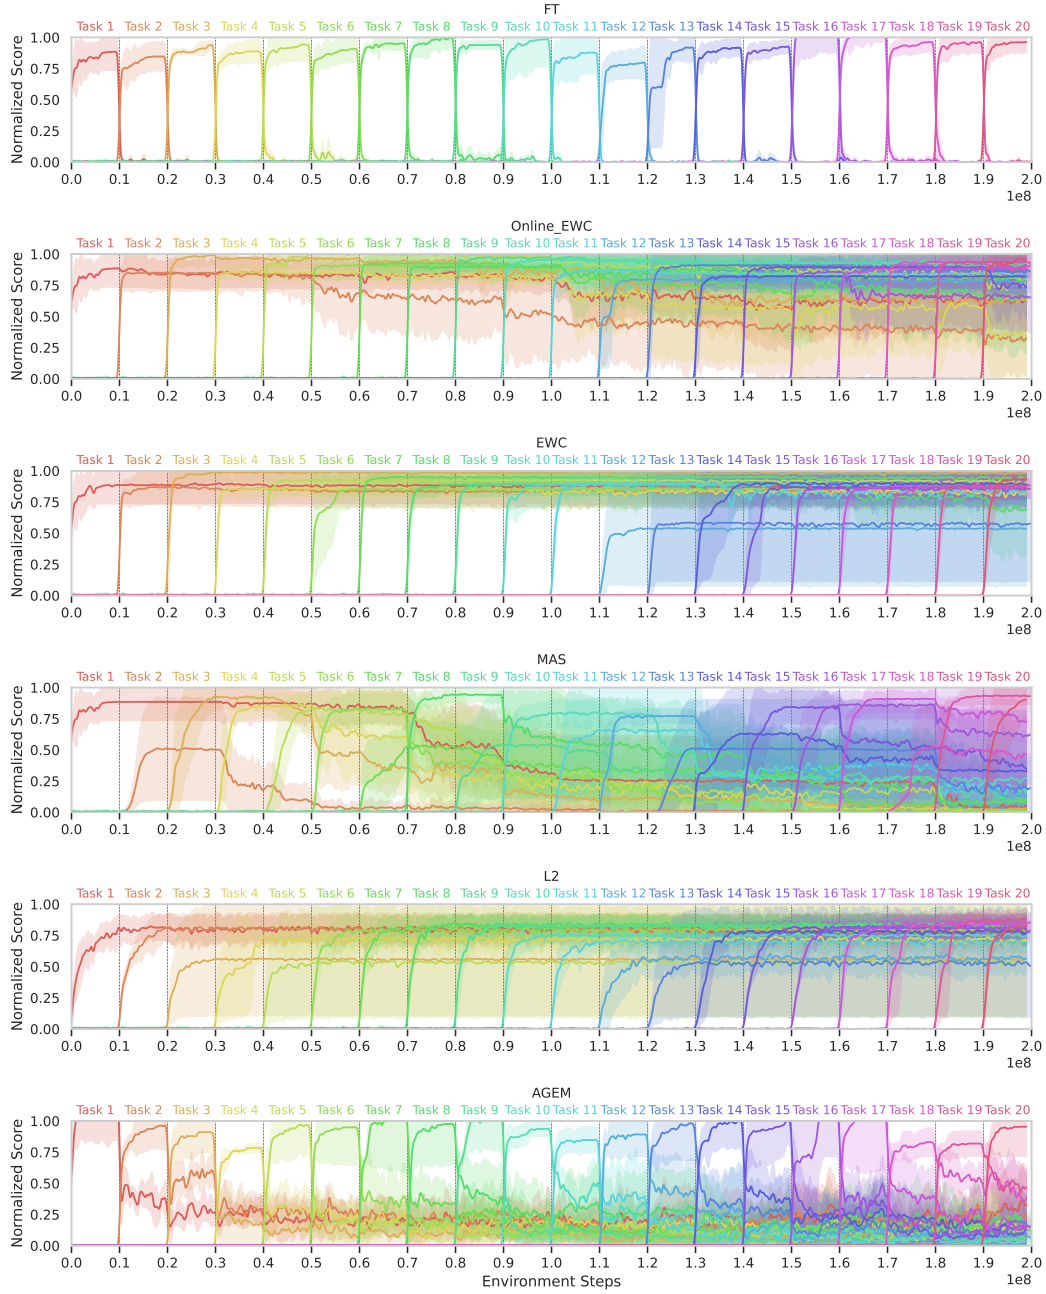 FT
Task 1 Task 2 Task 3 Task 4 Task 5 Task 6 Task 7 Task 8 Task 9 Task 10 Task 11 Task 12 Task 13 Task 14 Task 15 Task 16 Task 17 Task 18 Task 19 Task 20
1.00
0.75
0.50
0.25
0.00
Normalized Score
0.0 0.1 0.2 0.3 0.4 0.5 0.6 0.7 0.8 0.9 1.0 1.1 1.2 1.3 1.4 1.5 1.6 1.7 1.8 1.9 2.0
1e8
Online_EWC
Task 1 Task 2 Task 3 Task 4 Task 5 Task 6 Task 7 Task 8 Task 9 Task 10 Task 11 Task 12 Task 13 Task 14 Task 15 Task 16 Task 17 Task 18 Task 19 Task 20
1.00
0.75
0.50
0.25
0.00
Normalized Score
0.0 0.1 0.2 0.3 0.4 0.5 0.6 0.7 0.8 0.9 1.0 1.1 1.2 1.3 1.4 1.5 1.6 1.7 1.8 1.9 2.0
1e8
EWC
Task 1 Task 2 Task 3 Task 4 Task 5 Task 6 Task 7 Task 8 Task 9 Task 10 Task 11 Task 12 Task 13 Task 14 Task 15 Task 16 Task 17 Task 18 Task 19 Task 20
1.00
0.75
0.50
0.25
0.00
Normalized Score
0.0 0.1 0.2 0.3 0.4 0.5 0.6 0.7 0.8 0.9 1.0 1.1 1.2 1.3 1.4 1.5 1.6 1.7 1.8 1.9 2.0
1e8
MAS
Task 1 Task 2 Task 3 Task 4 Task 5 Task 6 Task 7 Task 8 Task 9 Task 10 Task 11 Task 12 Task 13 Task 14 Task 15 Task 16 Task 17 Task 18 Task 19 Task 20
1.00
0.75
0.50
0.25
0.00
Normalized Score
0.0 0.1 0.2 0.3 0.4 0.5 0.6 0.7 0.8 0.9 1.0 1.1 1.2 1.3 1.4 1.5 1.6 1.7 1.8 1.9 2.0
1e8
L2
Task 1 Task 2 Task 3 Task 4 Task 5 Task 6 Task 7 Task 8 Task 9 Task 10 Task 11 Task 12 Task 13 Task 14 Task 15 Task 16 Task 17 Task 18 Task 19 Task 20
1.00
0.75
0.50
0.25
0.00
Normalized Score
0.0 0.1 0.2 0.3 0.4 0.5 0.6 0.7 0.8 0.9 1.0 1.1 1.2 1.3 1.4 1.5 1.6 1.7 1.8 1.9 2.0
1e8
AGEM
Task 1 Task 2 Task 3 Task 4 Task 5 Task 6 Task 7 Task 8 Task 9 Task 10 Task 11 Task 12 Task 13 Task 14 Task 15 Task 16 Task 17 Task 18 Task 19 Task 20
1.00
0.75
0.50
0.25
0.00
Normalized Score
0.0 0.1 0.2 0.3 0.4 0.5 0.6 0.7 0.8 0.9 1.0 1.1 1.2 1.3 1.4 1.5 1.6 1.7 1.8 1.9 2.0
Environment Steps
1e8